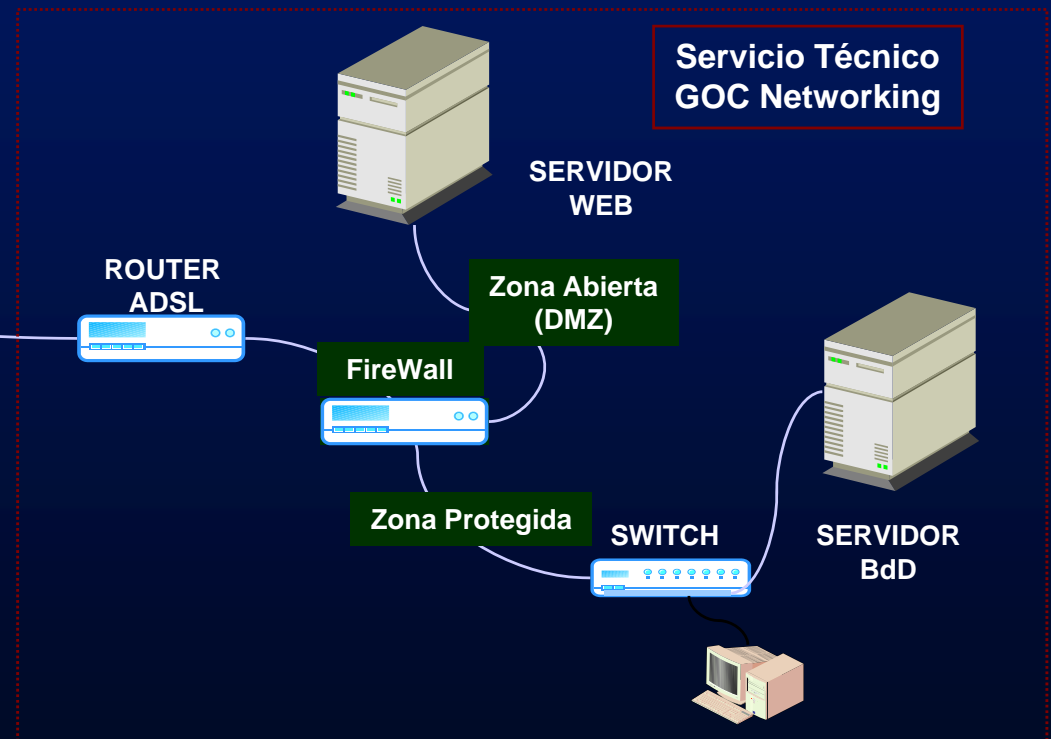 Servicio Técnico
GOC Networking
SERVIDOR
WEB
ROUTER
ADSL
Zona Abierta
(DMZ)
FireWall
Zona Protegida
SWITCH
SERVIDOR
BdD